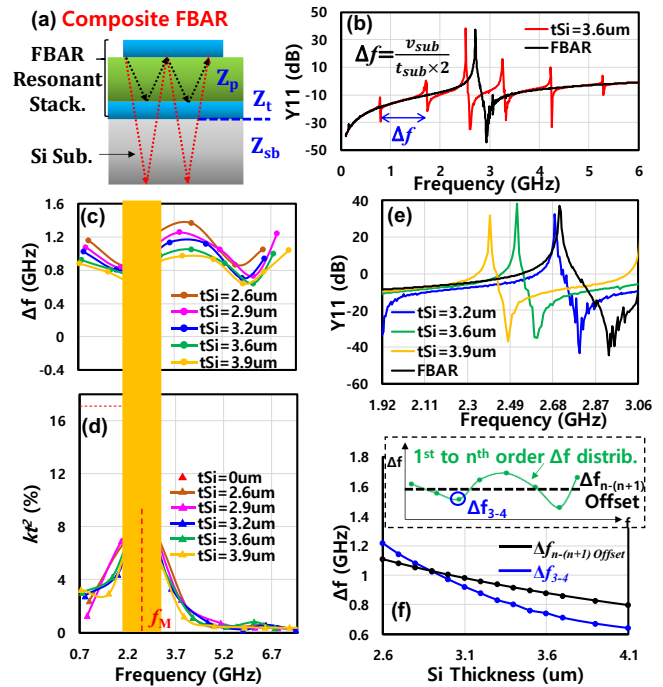 (a) Composite FBAR
FBAR
Resonant
Stack.
Zp
Zt
Zsb
Si Sub.
(b)
Δf = vsub / tsub×2
tSi=3.6um
FBAR
Δf
Y11 (dB)
50
25
0
-25
-50
0 1 2 3 4 5 6
Frequency (GHz)
(c)
Δf (GHz)
1.6
1.2
0.8
0.4
0
-0.4
tSi=2.6um
tSi=2.9um
tSi=3.2um
tSi=3.6um
tSi=3.9um
(d)
kt² (%)
16
12
8
4
0
tSi=0um
tSi=2.6um
tSi=2.9um
tSi=3.2um
tSi=3.6um
tSi=3.9um
fM
0.7 2.2 3.7 5.2 6.7
Frequency (GHz)
(e)
Y11 (dB)
40
20
0
-20
-40
-60
tSi=3.2um
tSi=3.6um
tSi=3.9um
FBAR
1.92 2.11 2.3 2.49 2.68 2.87 3.06
Frequency (GHz)
Δf
1st to nth order Δf distrib.
Δfn-(n+1)
Offset
Δf3-4
f
Δfn-(n+1) Offset
Δf3-4
(f)
Δf (GHz)
1.8
1.6
1.4
1.2
1.0
0.8
0.6
2.6 3.1 3.6 4.1
Si Thickness (um)